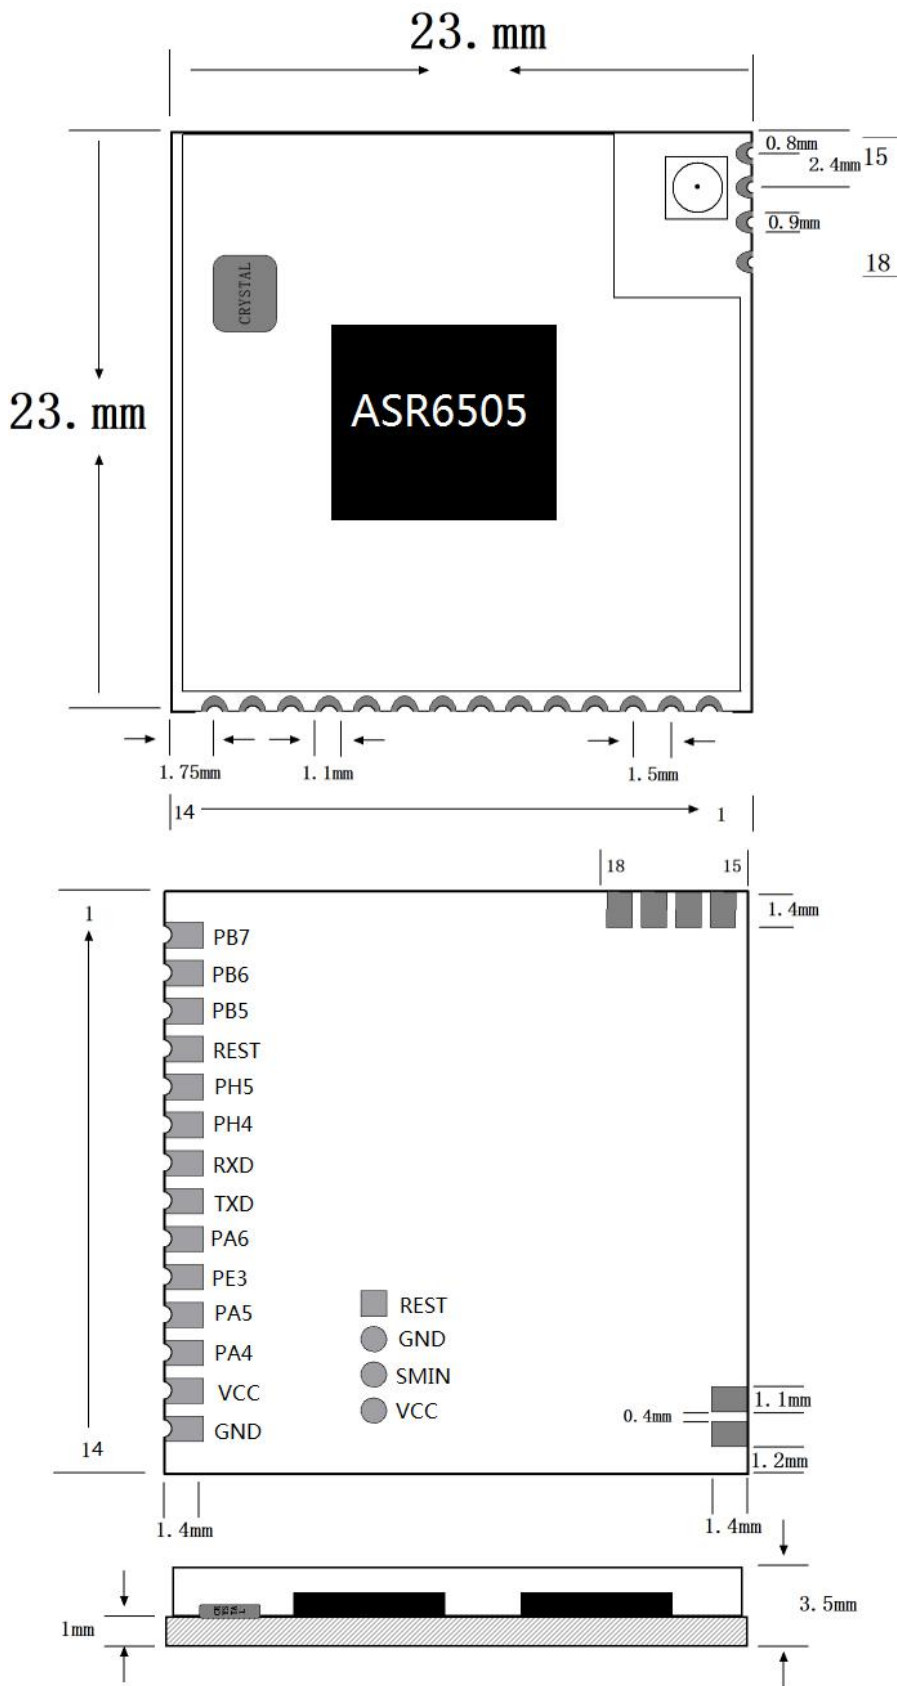 23. mm
0.8mm
2.4mm
15
0.9mm
18
CRYSTAL
23. mm
ASR6505
1.75mm
1.1mm
1.5mm
14
1
18
15
1
1.4mm
PB7
PB6
PB5
REST
PH5
PH4
RXD
TXD
PA6
PE3
PA5
REST
PA4
GND
VCC
SMIN
GND
VCC
1.1mm
0.4mm
14
1.2mm
1.4mm
1.4mm
3.5mm
CRYSTAL
1mm